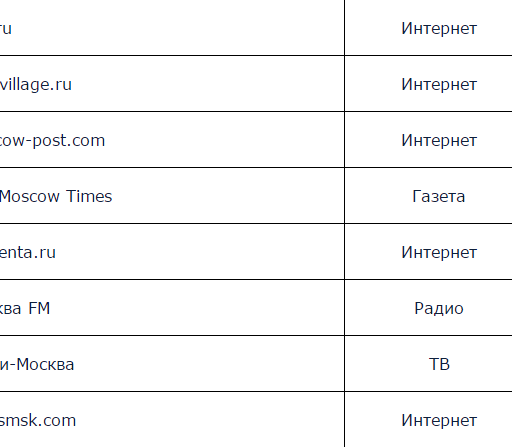 ru Интернет
village.ru Интернет
cow-post.com Интернет
Moscow Times Газета
enta.ru Интернет
ква FM Радио
и-Москва ТВ
smsk.com Интернет